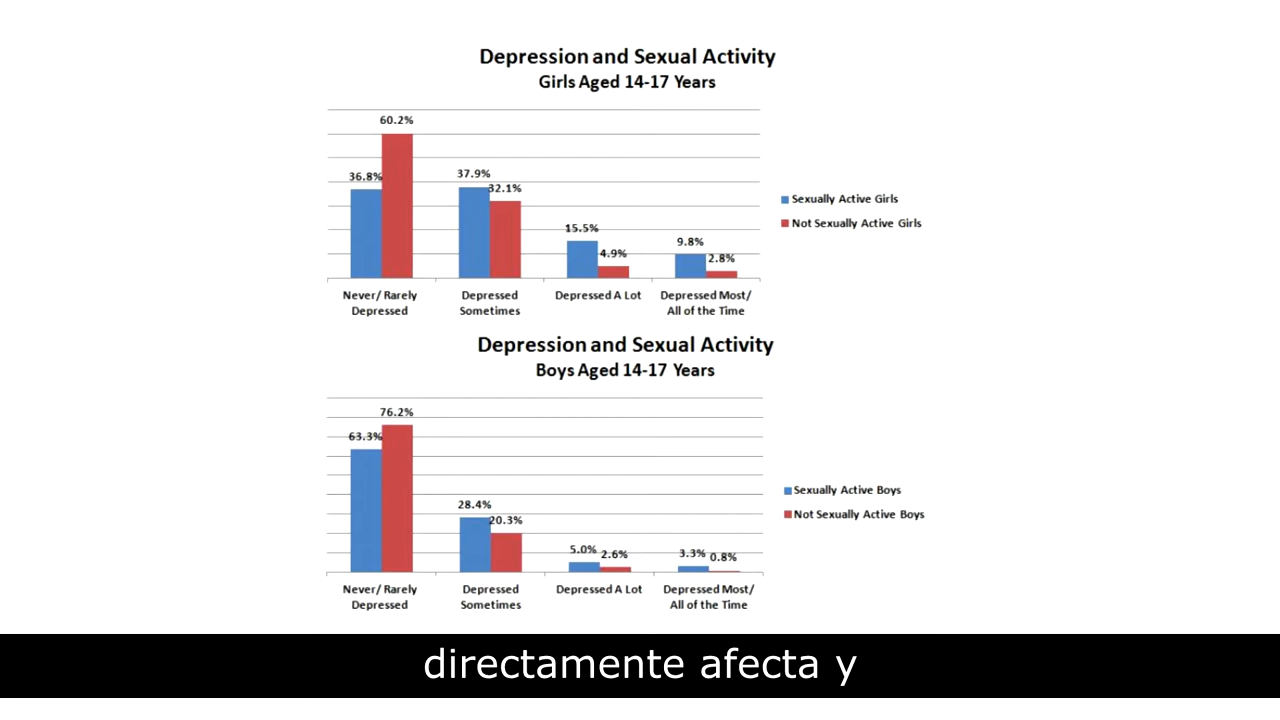 Depression and Sexual Activity
Girls Aged 14-17 Years
60.2%
36.8%
37.9%
32.1%
15.5%
4.9%
9.8%
2.8%
Sexually Active Girls
Not Sexually Active Girls
Never/ Rarely Depressed
Depressed Sometimes
Depressed A Lot
Depressed Most/ All of the Time
Depression and Sexual Activity
Boys Aged 14-17 Years
76.2%
63.3%
28.4%
20.3%
5.0%
2.6%
3.3%
0.8%
Sexually Active Boys
Not Sexually Active Boys
Never/ Rarely Depressed
Depressed Sometimes
Depressed A Lot
Depressed Most/ All of the Time
directamente afecta y